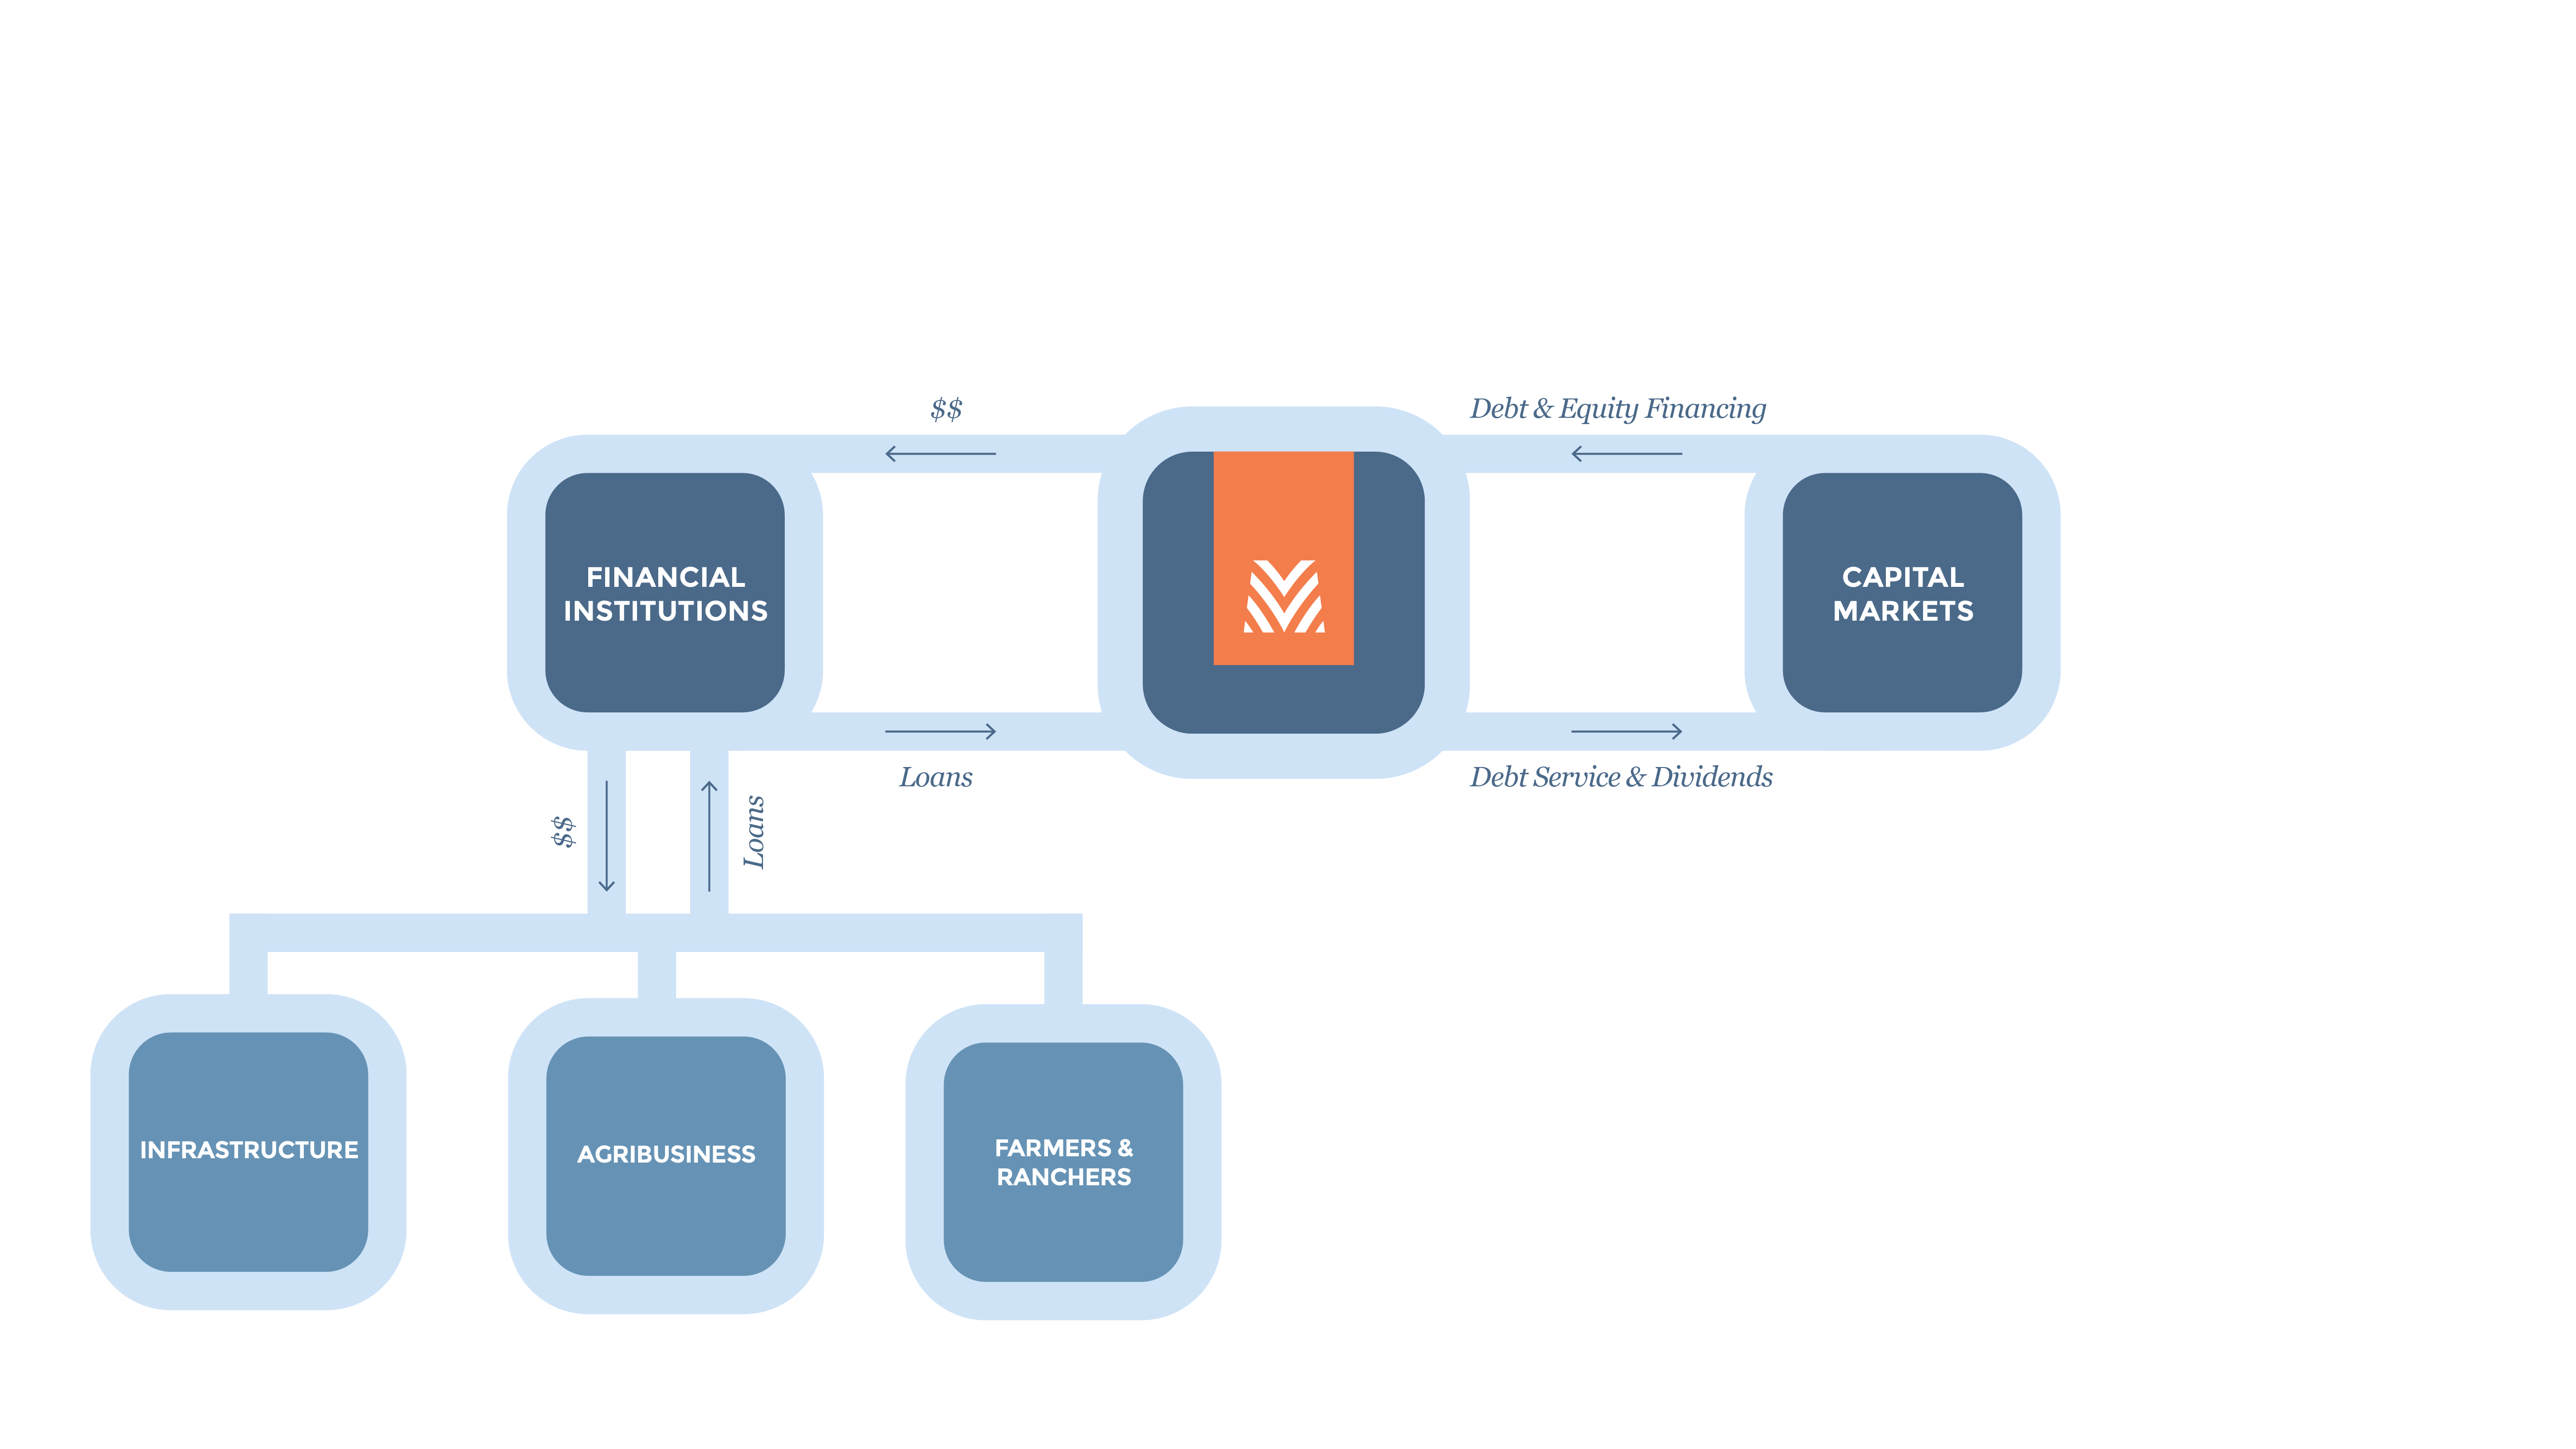 $$
Debt & Equity Financing
FINANCIAL
INSTITUTIONS
CAPITAL
MARKETS
Loans
Debt Service & Dividends
$$
Loans
INFRASTRUCTURE
AGRIBUSINESS
FARMERS &
RANCHERS